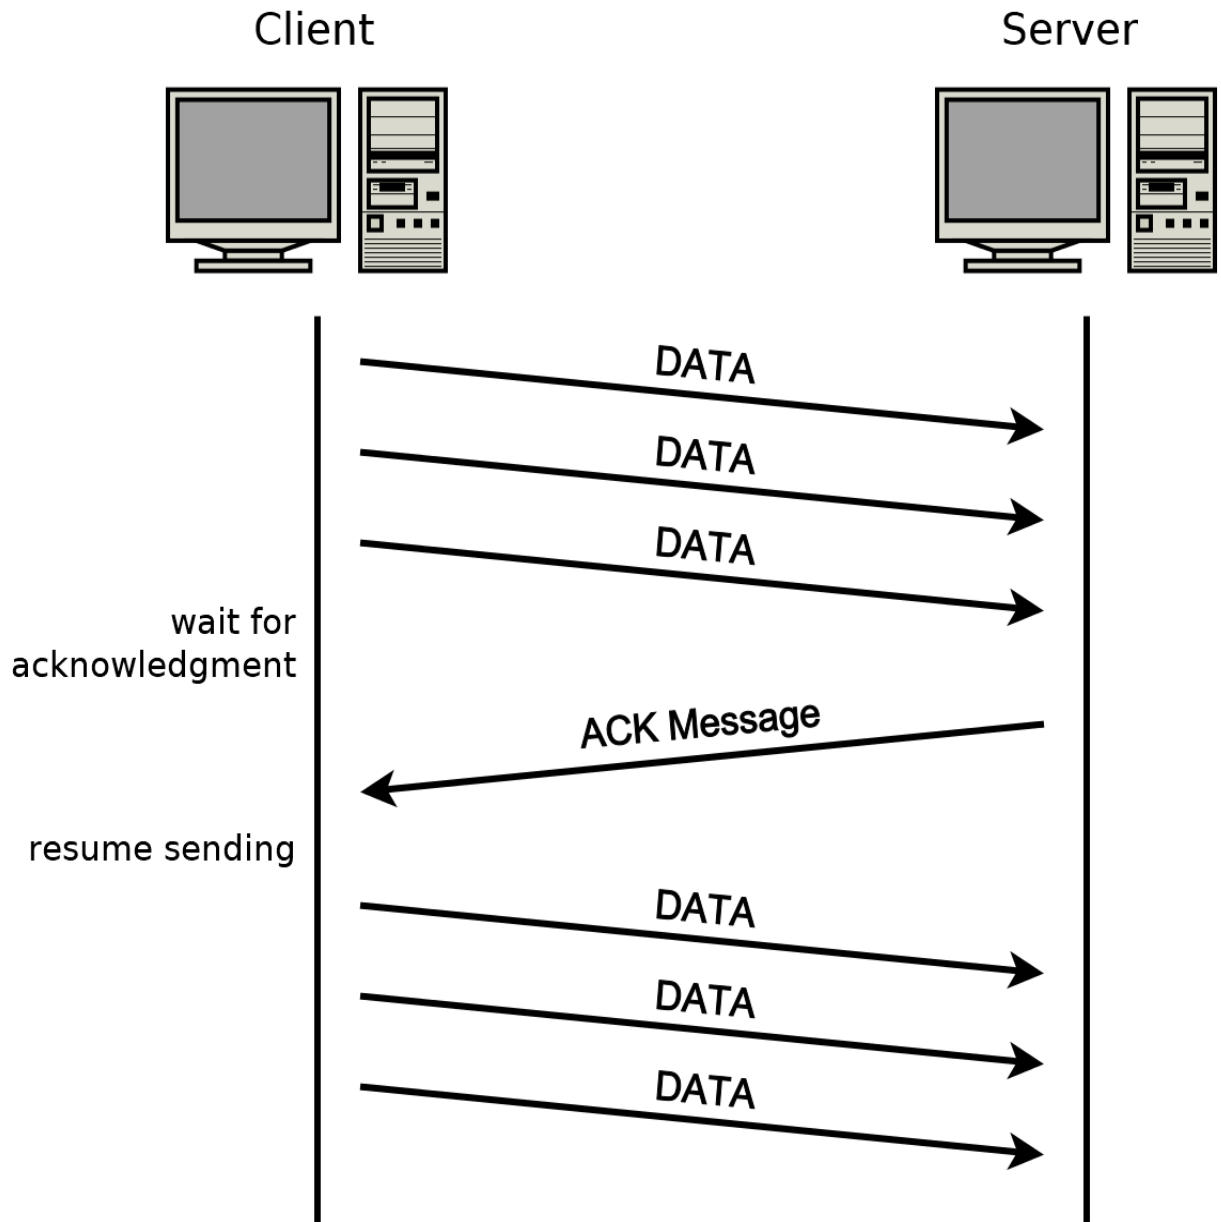 Client
Server
DATA
DATA
DATA
wait for
acknowledgment
ACK Message
resume sending
DATA
DATA
DATA